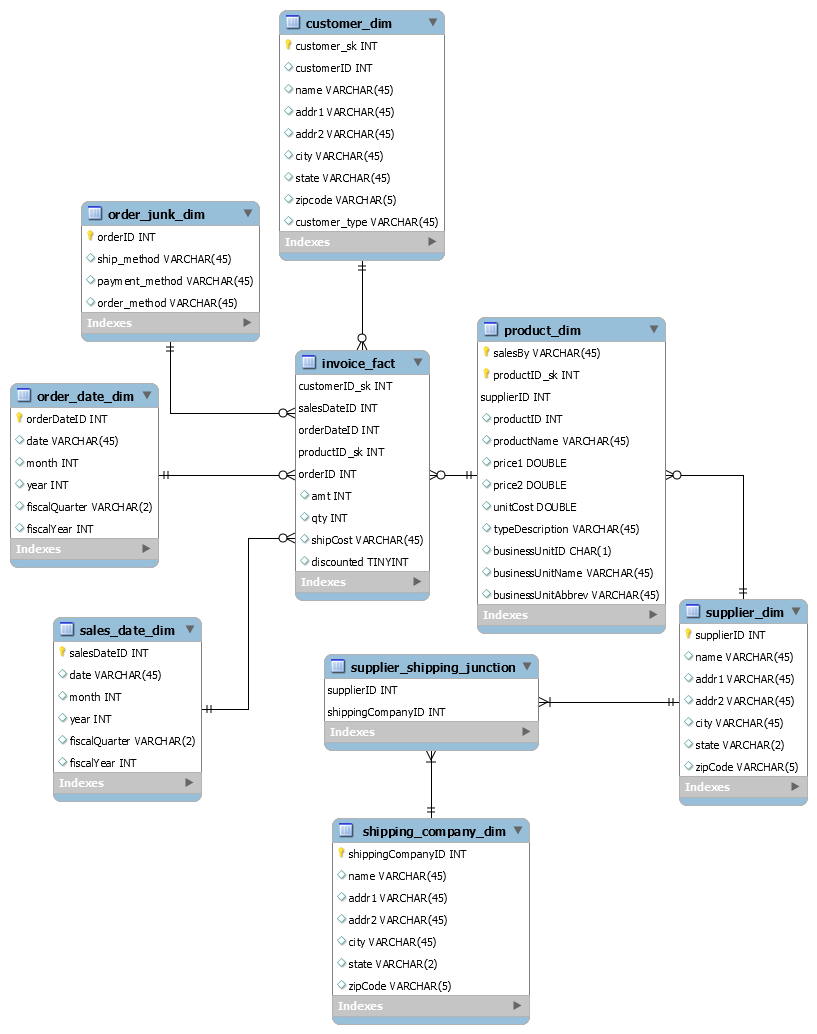 customer_dim
customer_sk INT
customerID INT
name VARCHAR(45)
addr1 VARCHAR(45)
addr2 VARCHAR(45)
city VARCHAR(45)
state VARCHAR(45)
zipcode VARCHAR(5)
customer_type VARCHAR(45)
Indexes
order_junk_dim
orderID INT
ship_method VARCHAR(45)
payment_method VARCHAR(45)
order_method VARCHAR(45)
Indexes
order_date_dim
orderDateID INT
date VARCHAR(45)
month INT
year INT
fiscalQuarter VARCHAR(2)
fiscalYear INT
Indexes
invoice_fact
customerID_sk INT
salesDateID INT
orderDateID INT
productID_sk INT
orderID INT
amt INT
qty INT
shipCost VARCHAR(45)
discounted TINYINT
Indexes
product_dim
salesBy VARCHAR(45)
productID_sk INT
supplierID INT
productID INT
productName VARCHAR(45)
price1 DOUBLE
price2 DOUBLE
unitCost DOUBLE
typeDescription VARCHAR(45)
businessUnitID CHAR(1)
businessUnitName VARCHAR(45)
businessUnitAbbrev VARCHAR(45)
Indexes
sales_date_dim
salesDateID INT
date VARCHAR(45)
month INT
year INT
fiscalQuarter VARCHAR(2)
fiscalYear INT
Indexes
supplier_dim
supplierID INT
name VARCHAR(45)
addr1 VARCHAR(45)
addr2 VARCHAR(45)
city VARCHAR(45)
state VARCHAR(2)
zipCode VARCHAR(5)
Indexes
supplier_shipping_junction
supplierID INT
shippingCompanyID INT
Indexes
shipping_company_dim
shippingCompanyID INT
name VARCHAR(45)
addr1 VARCHAR(45)
addr2 VARCHAR(45)
city VARCHAR(45)
state VARCHAR(2)
zipCode VARCHAR(5)
Indexes